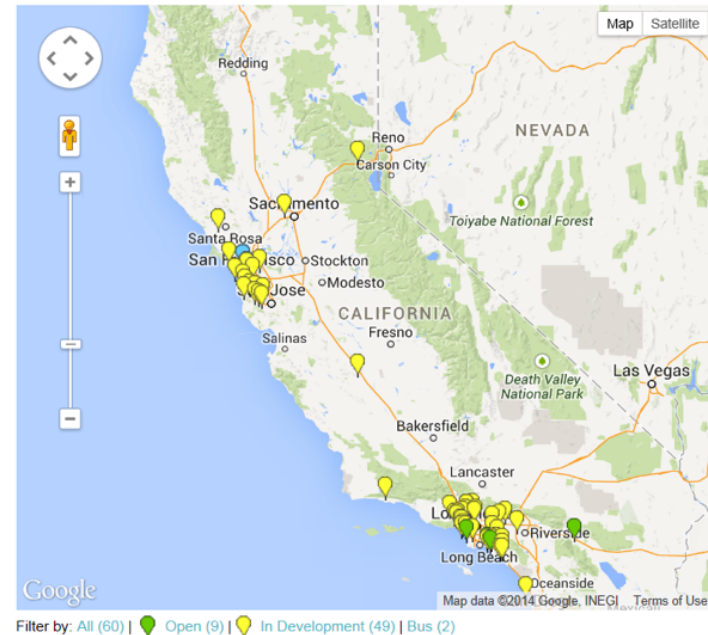 Map Satellite
Redding
NEVADA
Reno
Carson City
Sacramento
Toiyabe National Forest
Santa Rosa
San F isco
Stockton
Modesto
Jose
CALIFORNIA
Fresno
Salinas
Las Vegas
Death Valley
National Park
Bakersfield
Lancaster
Riverside
Long Beach
Oceanside
Google
Map data ©2014 Google, INEGI Terms of Use
Filter by: All (60) | Open (9) | In Development (49) | Bus (2)